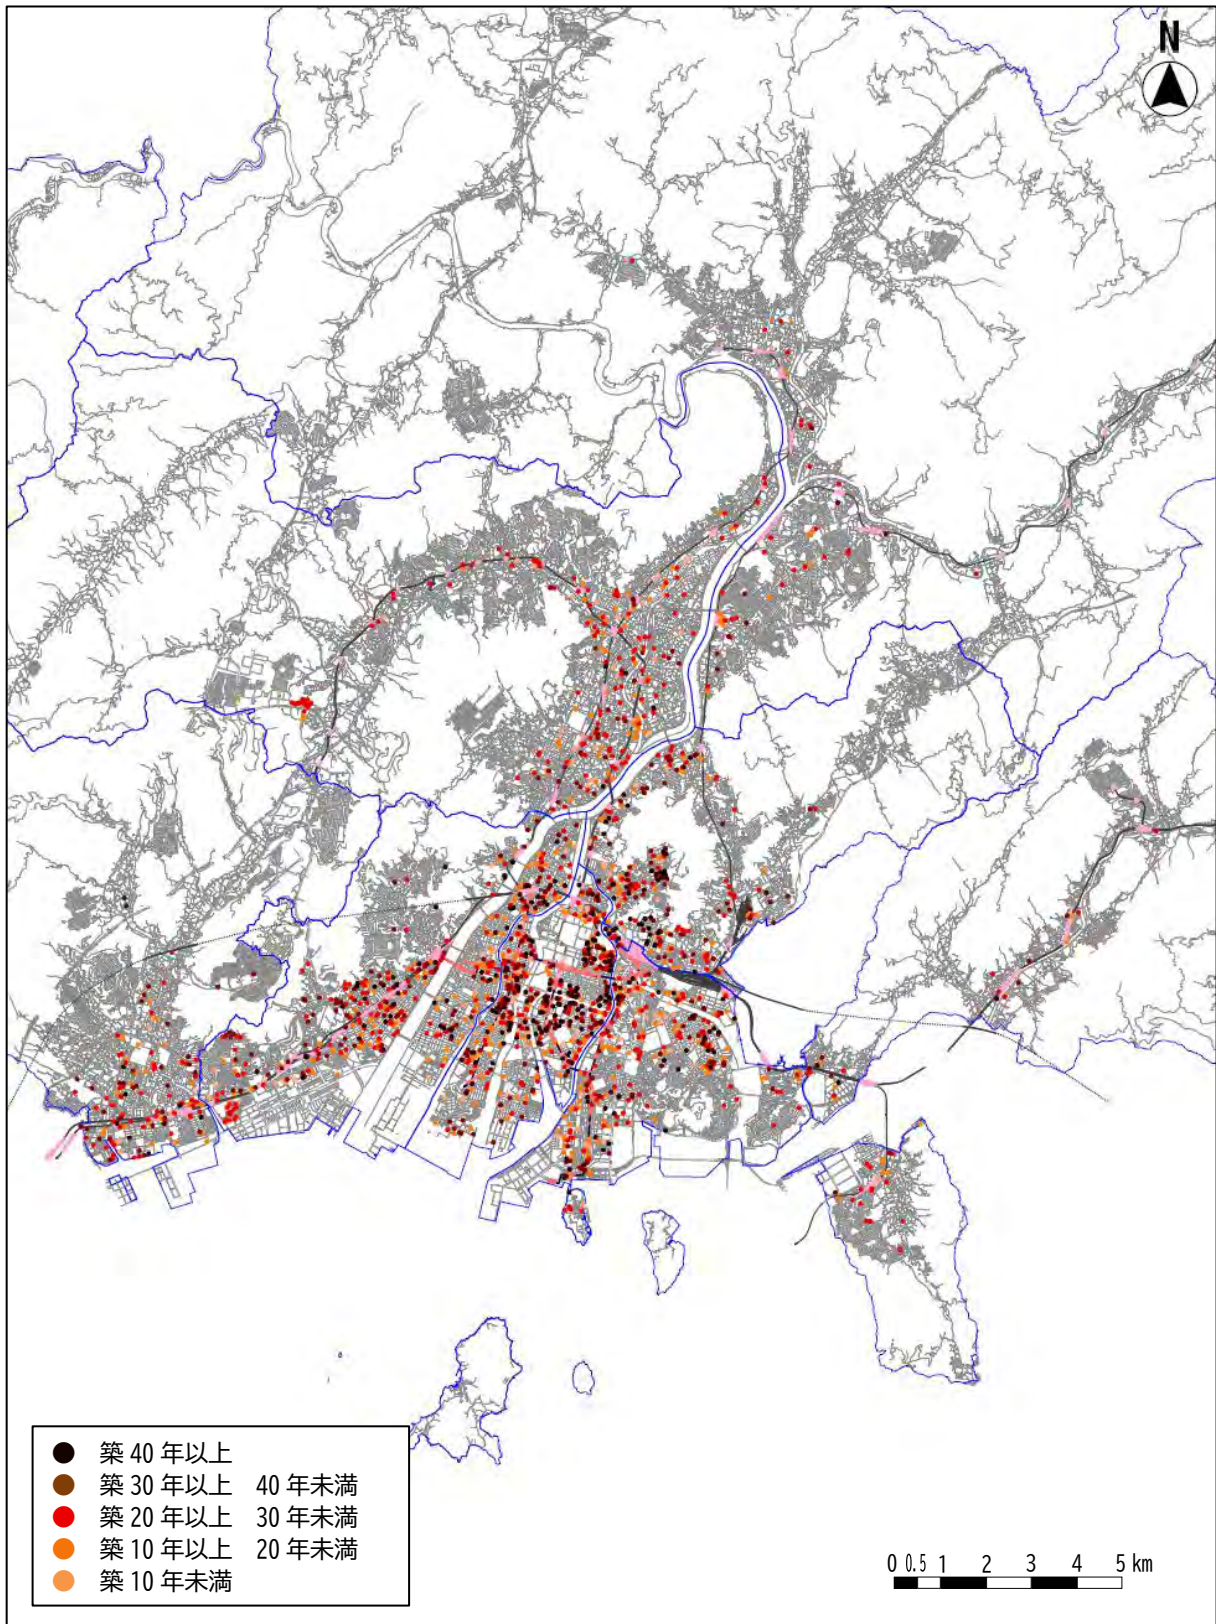 N
築 40 年以上
築 30 年以上 40 年未満
築 20 年以上 30 年未満
築 10 年以上 20 年未満
築 10 年未満
0 0.5 1 2 3 4 5 km